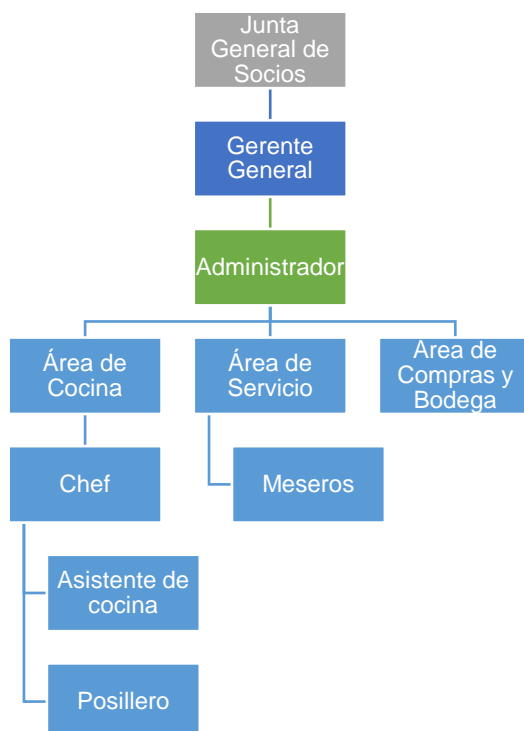 Junta
General de
Socios
Gerente
General
Administrador
Área de
Cocina
Área de
Servicio
Area de
Compras y
Bodega
Chef
Meseros
Asistente de
cocina
Posillero